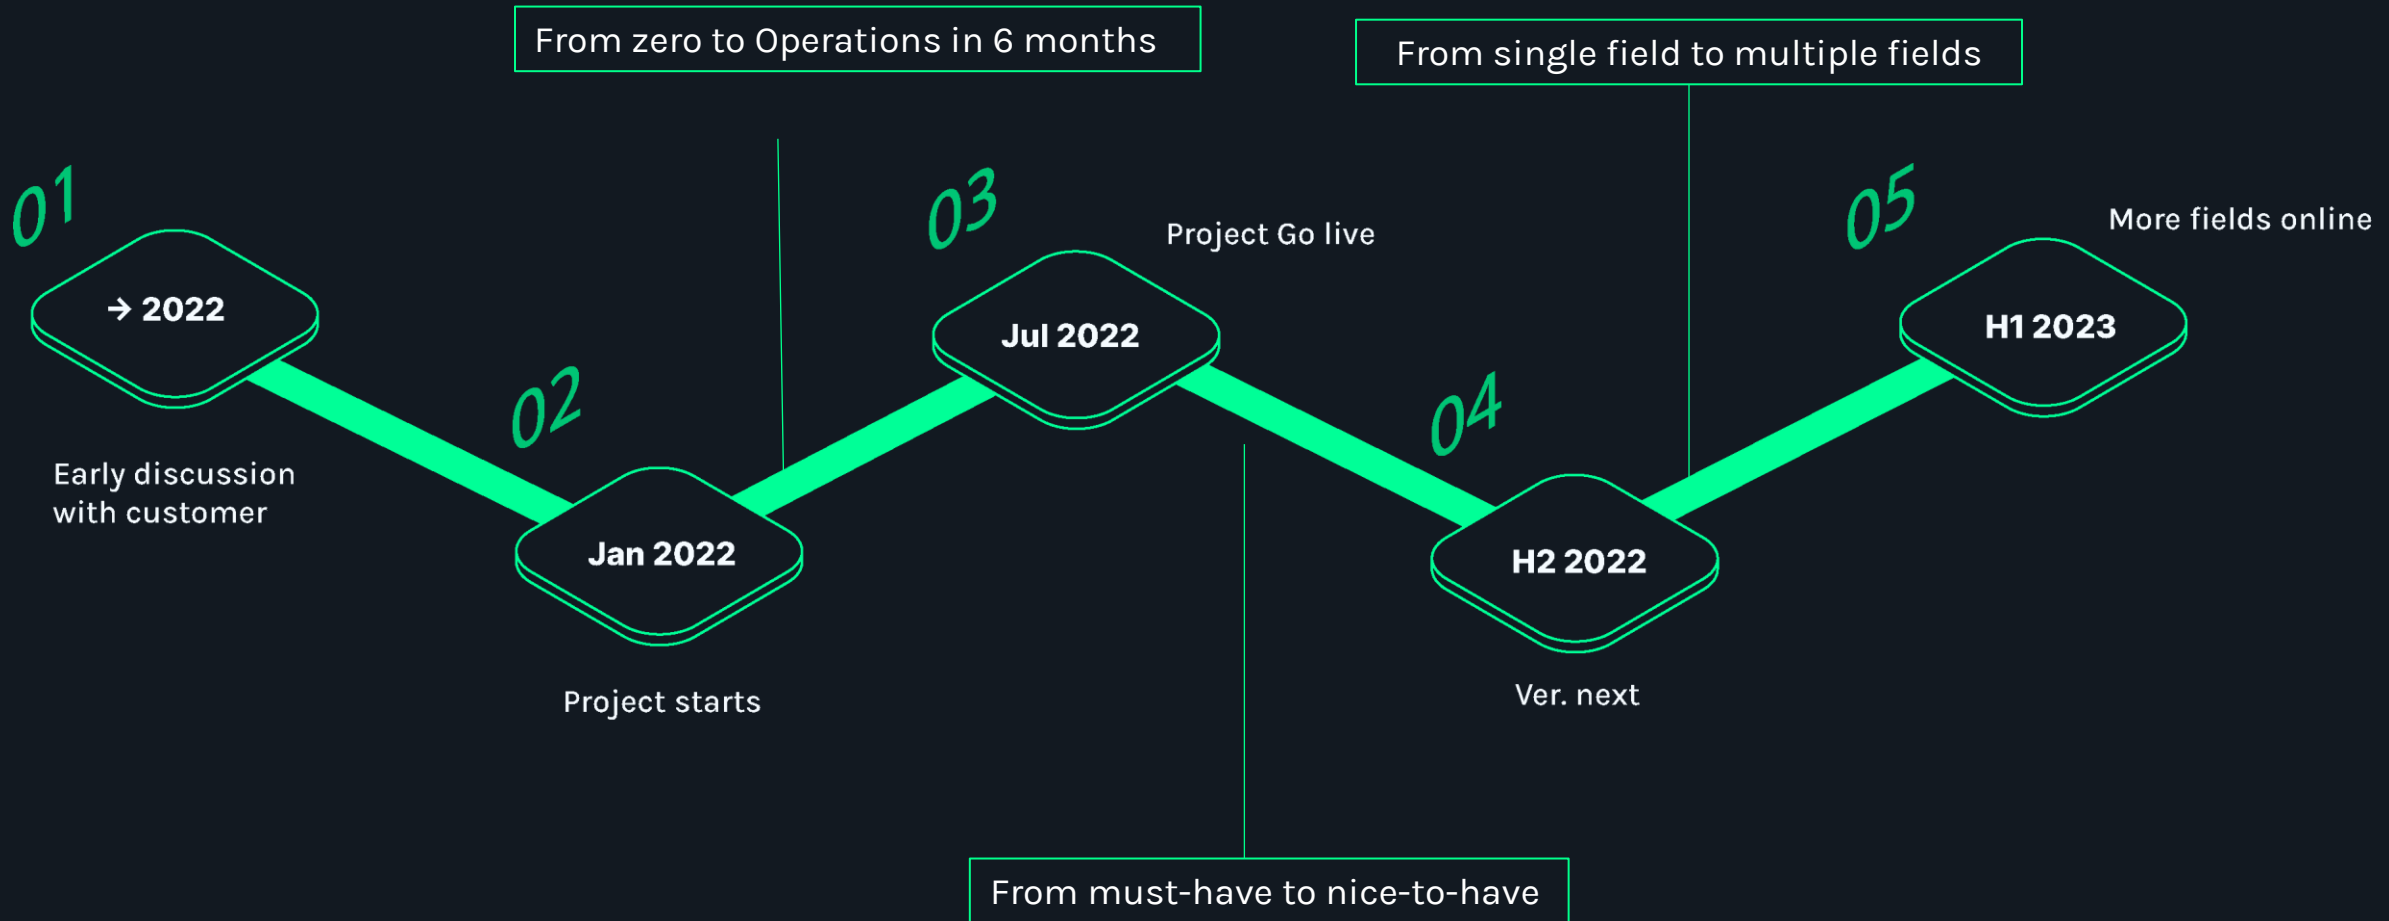 From zero to Operations in 6 months
From single field to multiple fields
01
→ 2022
Early discussion
with customer
02
Jan 2022
Project starts
03
Jul 2022
Project Go live
04
H2 2022
Ver. next
05
H1 2023
More fields online
From must-have to nice-to-have